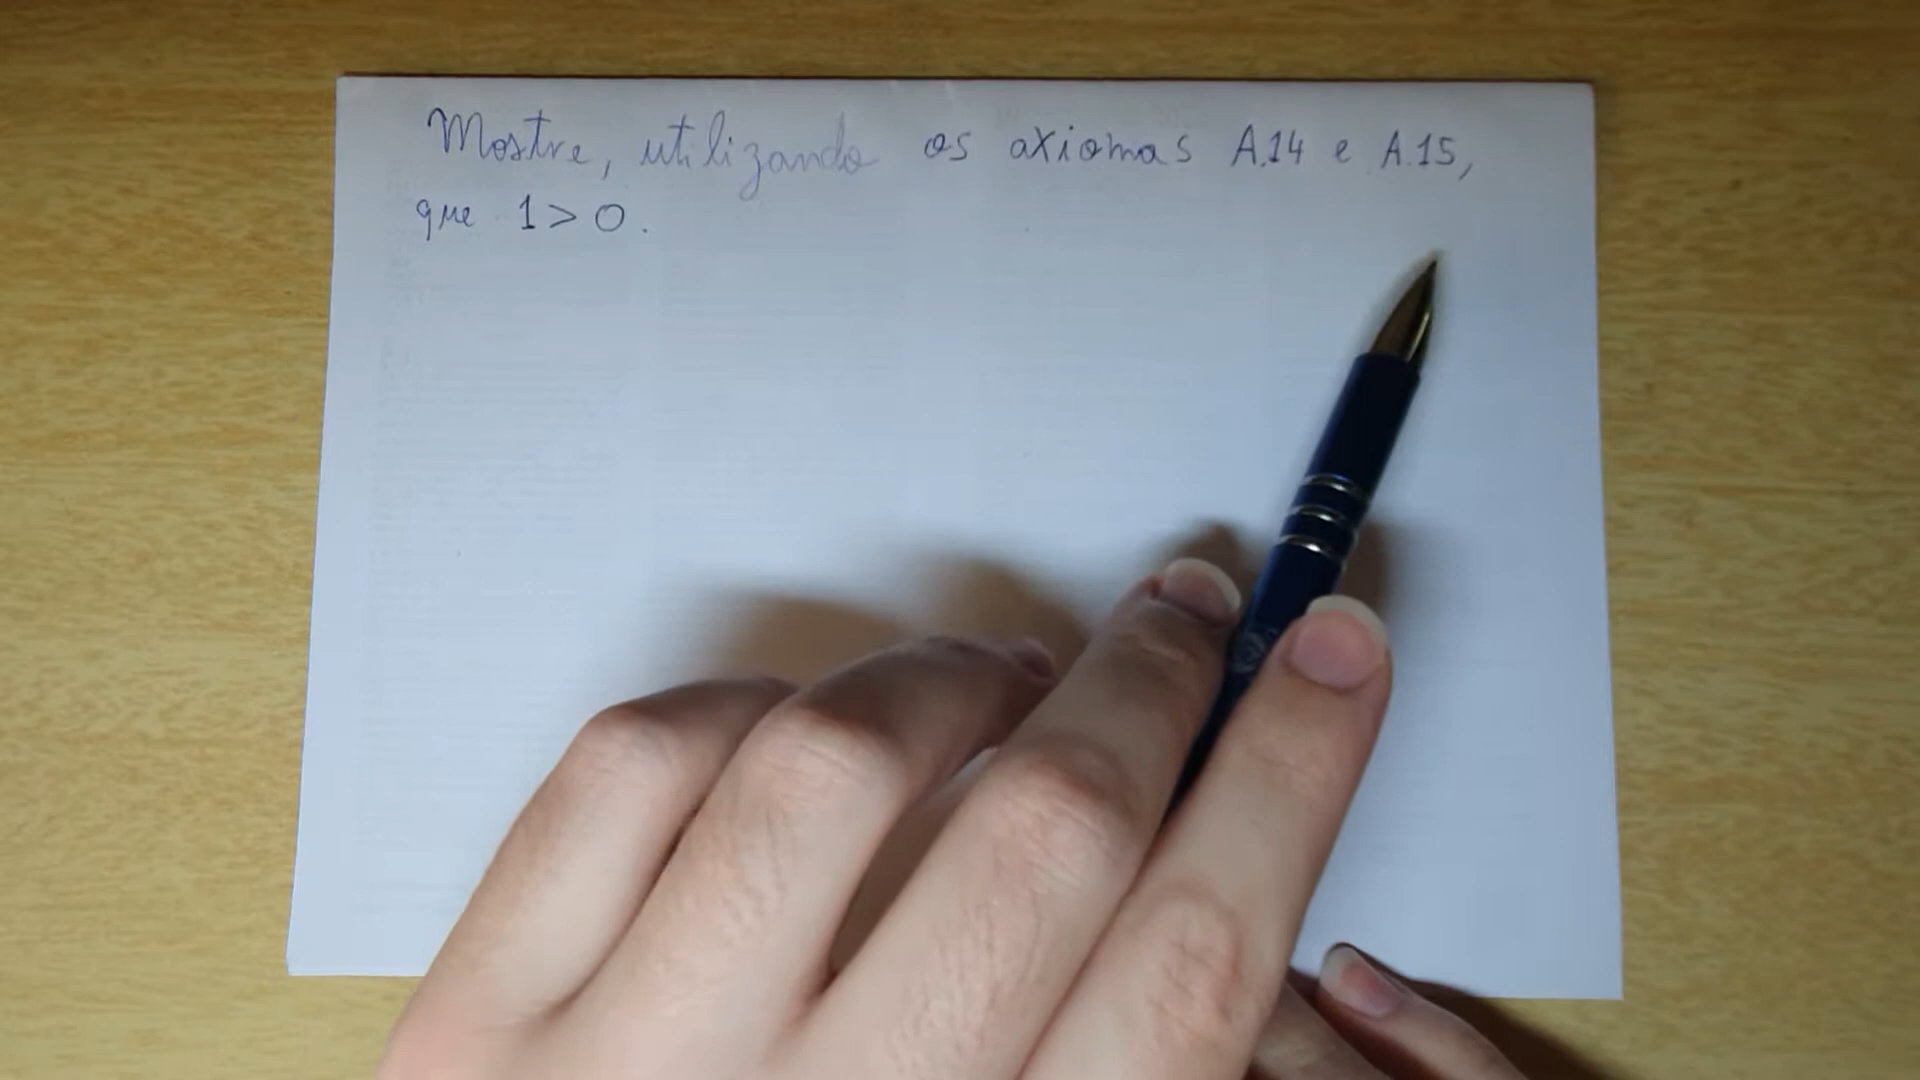 Mostre, utilizando os axiomas A.14 e A.15,
que 1 > 0.